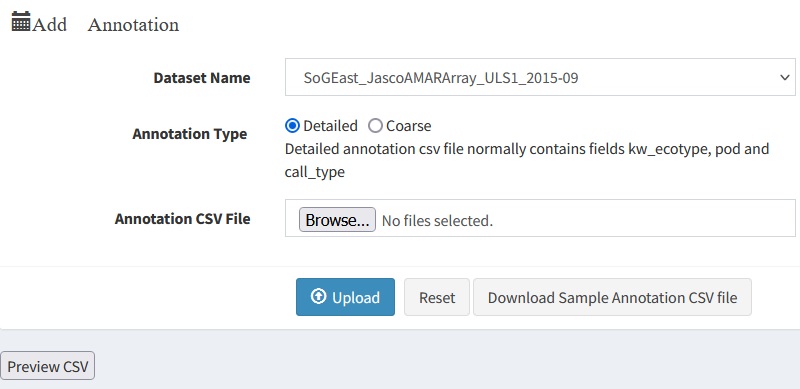 Add Annotation
Dataset Name
SoGEast_JascoAMARArray_ULS1_2015-09
Annotation Type
Detailed Coarse
Detailed annotation csv file normally contains fields kw_ecotype, pod and
call_type
Annotation CSV File
Browse... No files selected.
Upload Reset Download Sample Annotation CSV file
Preview CSV